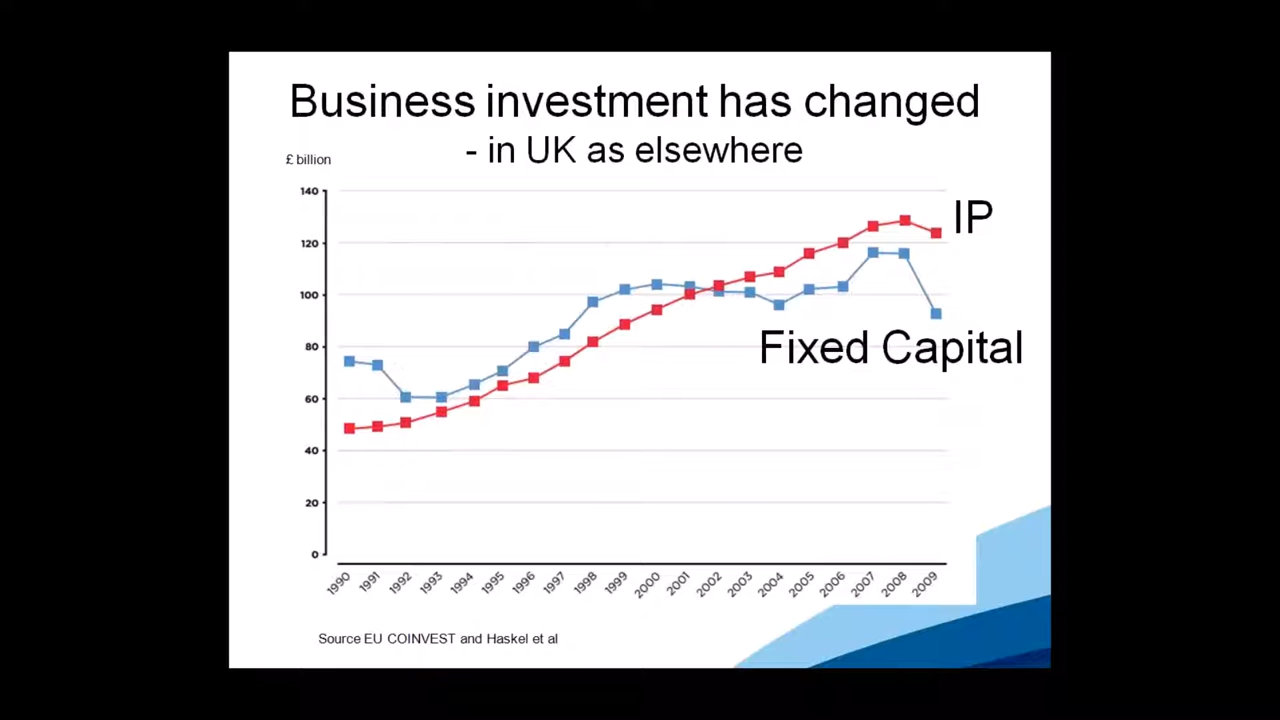 Business investment has changed
- in UK as elsewhere
£ billion
140
120
100
80
60
40
20
0
IP
Fixed Capital
1990 1991 1992 1993 1994 1995 1996 1997 1998 1999 2000 2001 2002 2003 2004 2005 2006 2007 2008 2009
Source EU COINVEST and Haskel et al